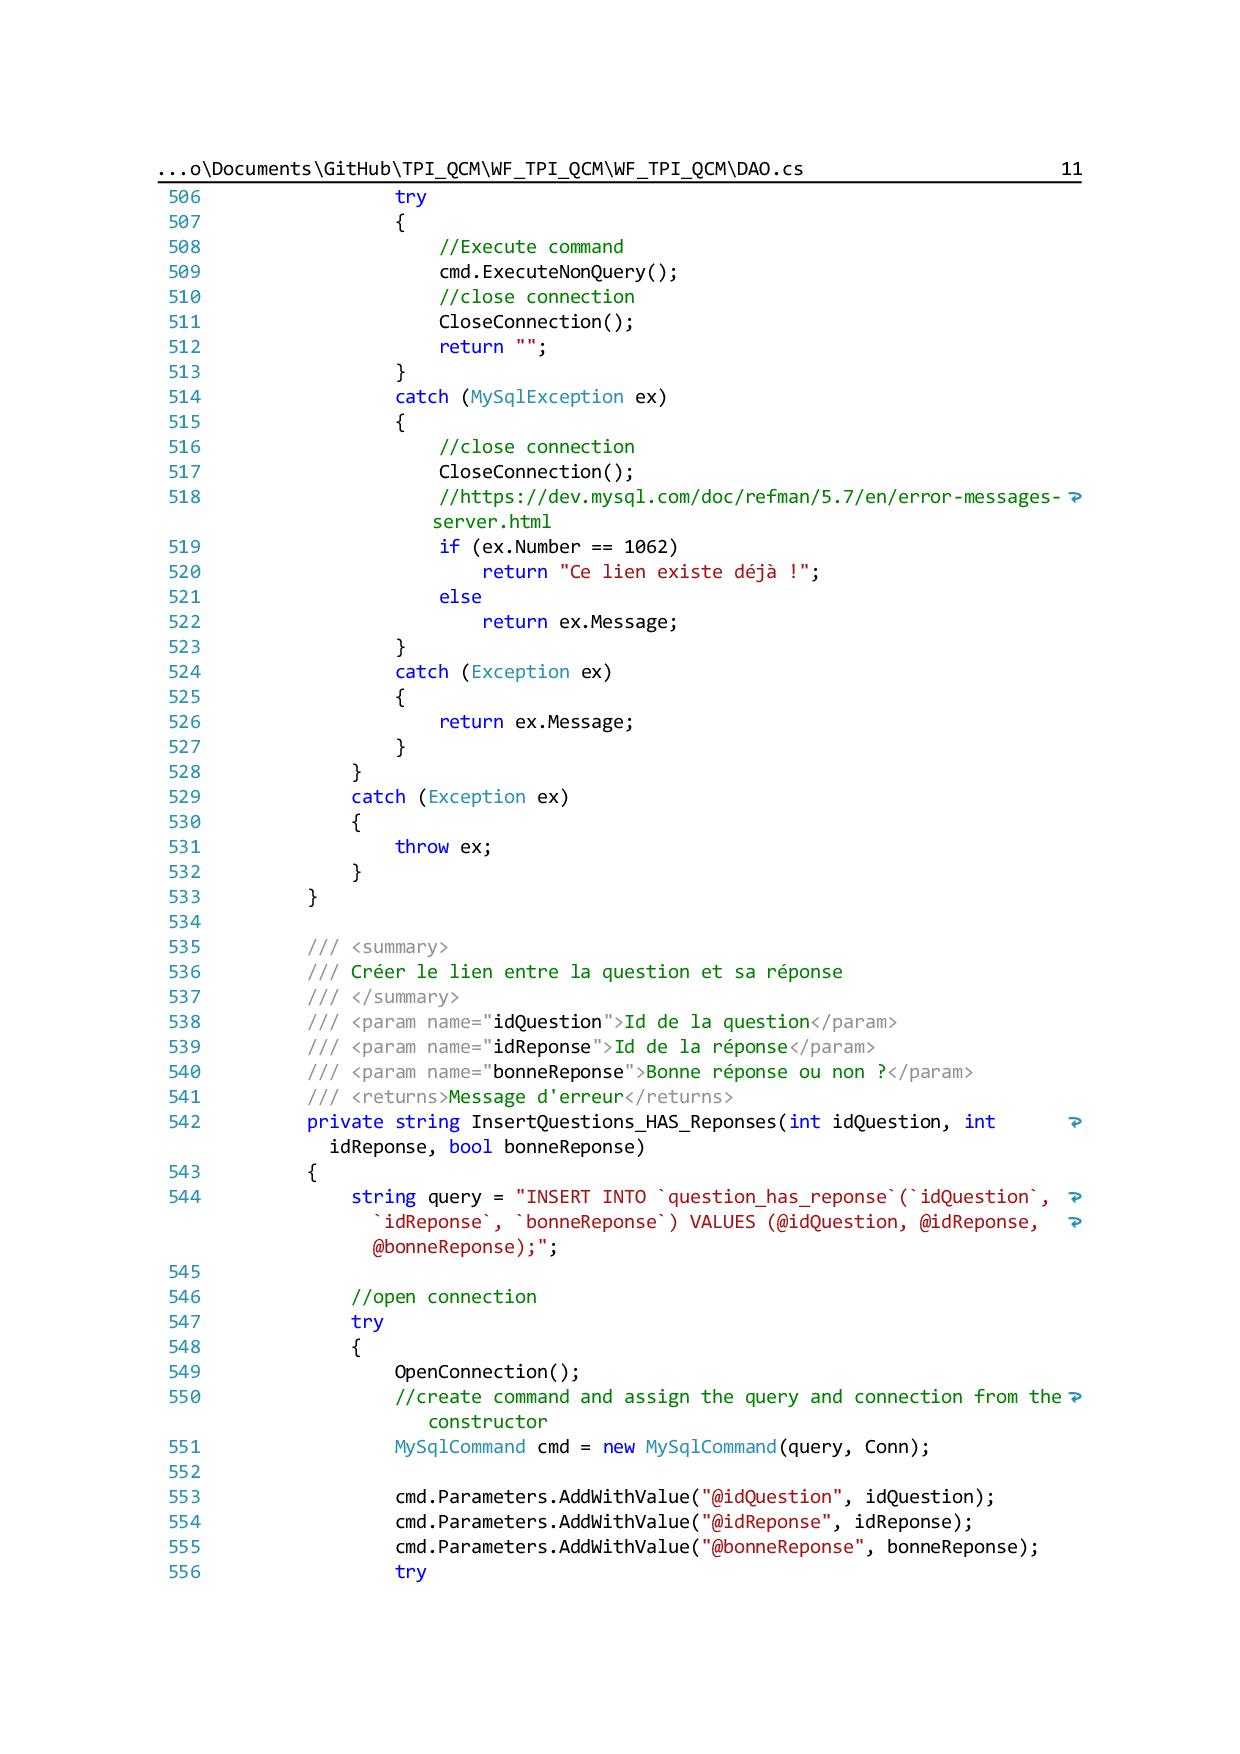 ...o\Documents\GitHub\TPI_QCM\WF_TPI_QCM\WF_TPI_QCM\DAO.cs 11
506 try
507 {
508 //Execute command
509 cmd.ExecuteNonQuery();
510 //close connection
511 CloseConnection();
512 return "";
513 }
514 catch (MySqlException ex)
515 {
516 //close connection
517 CloseConnection();
518 //https://dev.mysql.com/doc/refman/5.7/en/error-messages-
server.html
519 if (ex.Number == 1062)
520 return "Ce lien existe déjà !";
521 else
522 return ex.Message;
523 }
524 catch (Exception ex)
525 {
526 return ex.Message;
527 }
528 }
529 catch (Exception ex)
530 {
531 throw ex;
532 }
533 }
534
535 /// <summary>
536 /// Créer le lien entre la question et sa réponse
537 /// </summary>
538 /// <param name="idQuestion">Id de la question</param>
539 /// <param name="idReponse">Id de la réponse</param>
540 /// <param name="bonneReponse">Bonne réponse ou non ?</param>
541 /// <returns>Message d'erreur</returns>
542 private string InsertQuestions_HAS_Reponses(int idQuestion, int
idReponse, bool bonneReponse)
543 {
544 string query = "INSERT INTO `question_has_reponse`(`idQuestion`,
`idReponse`, `bonneReponse`) VALUES (@idQuestion, @idReponse,
@bonneReponse);";
545
546 //open connection
547 try
548 {
549 OpenConnection();
550 //create command and assign the query and connection from the
constructor
551 MySqlCommand cmd = new MySqlCommand(query, Conn);
552
553 cmd.Parameters.AddWithValue("@idQuestion", idQuestion);
554 cmd.Parameters.AddWithValue("@idReponse", idReponse);
555 cmd.Parameters.AddWithValue("@bonneReponse", bonneReponse);
556 try